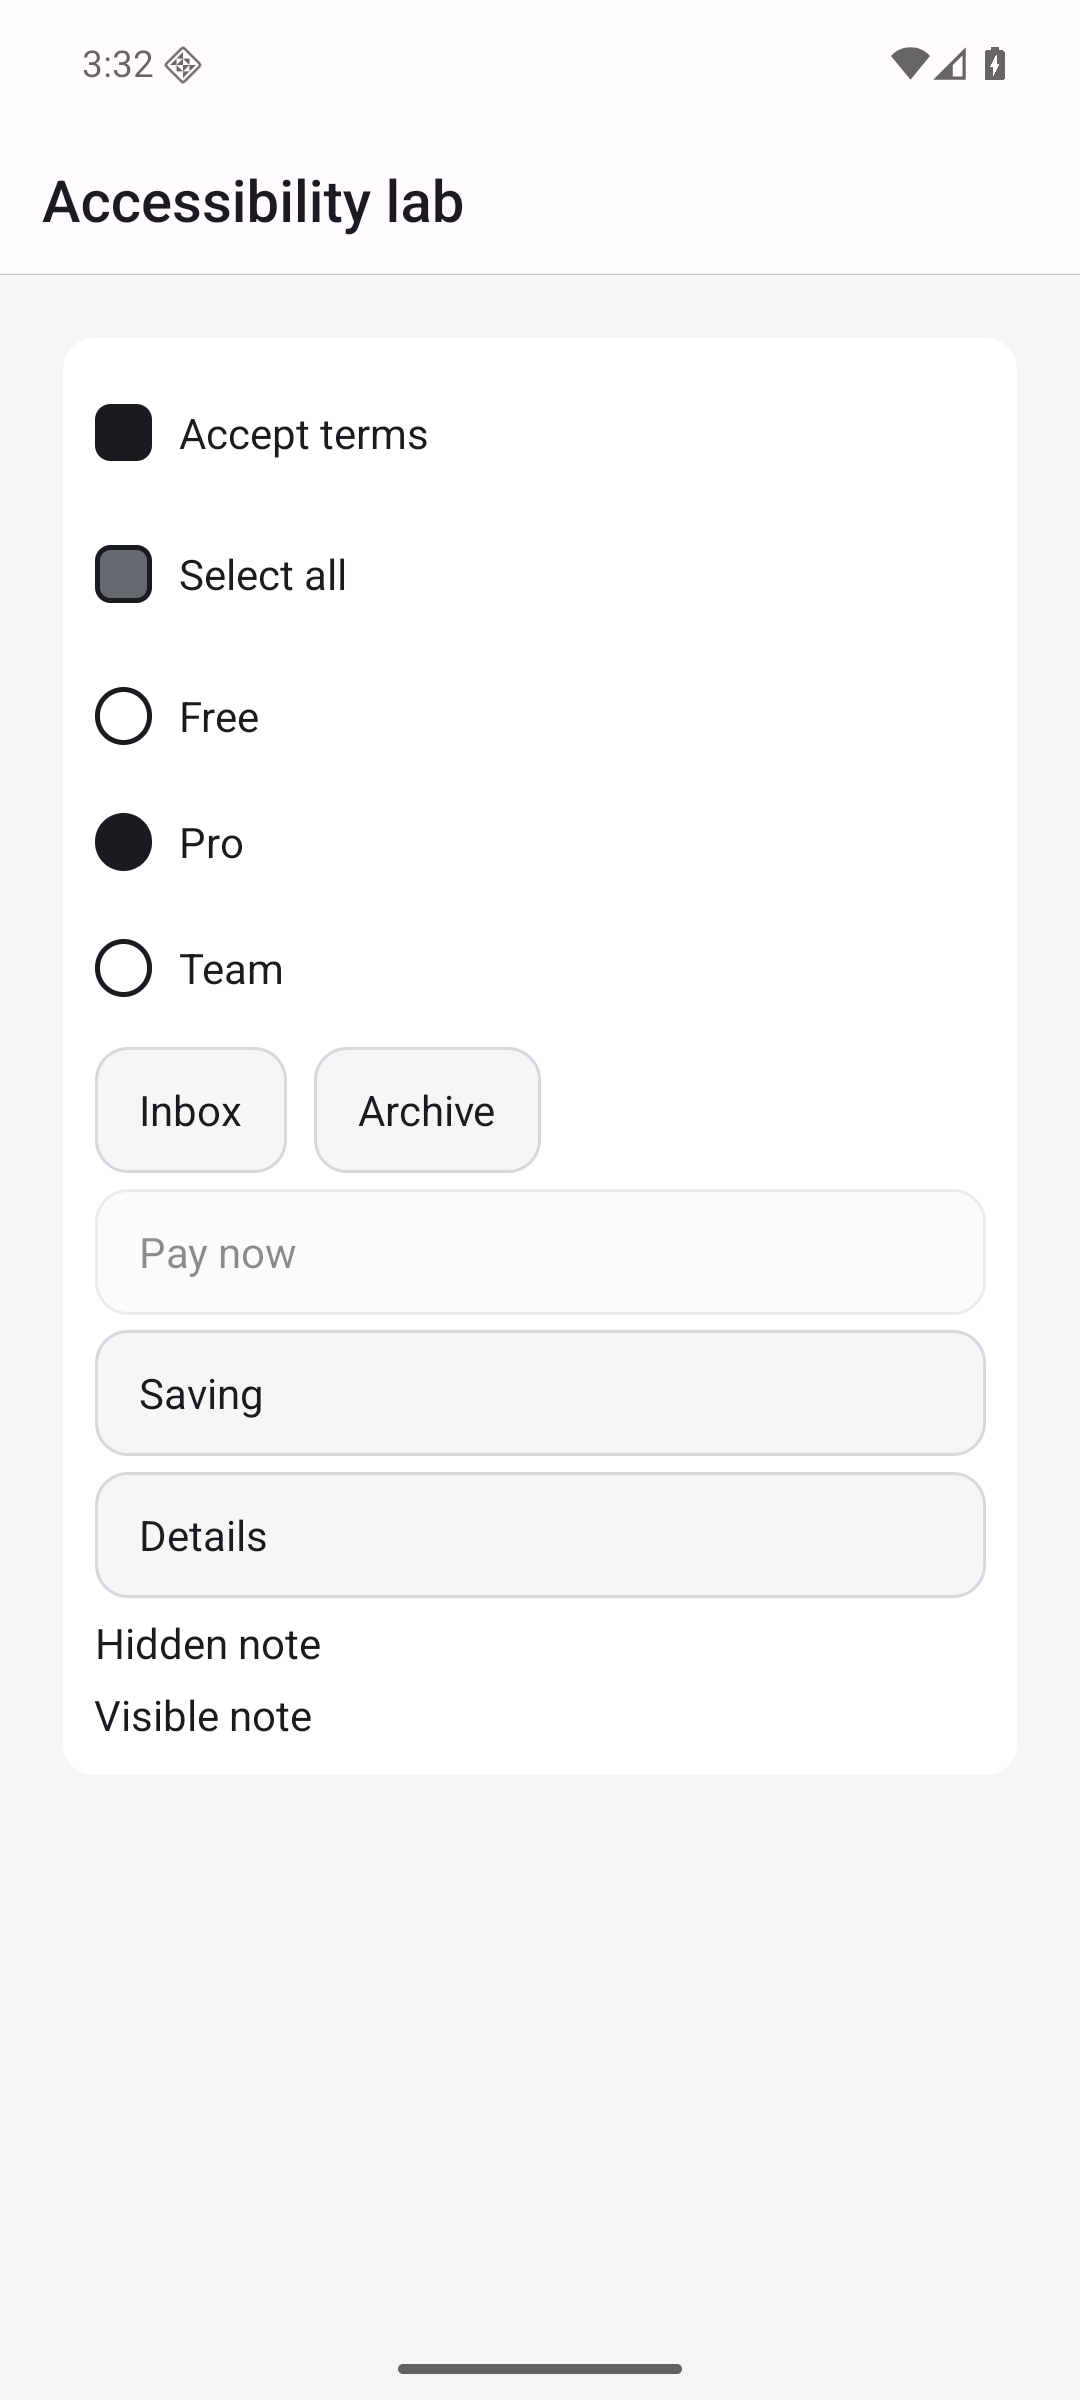 3:32
Accessibility lab
Accept terms
Select all
Free
Pro
Team
Inbox Archive
Pay now
Saving
Details
Hidden note
Visible note